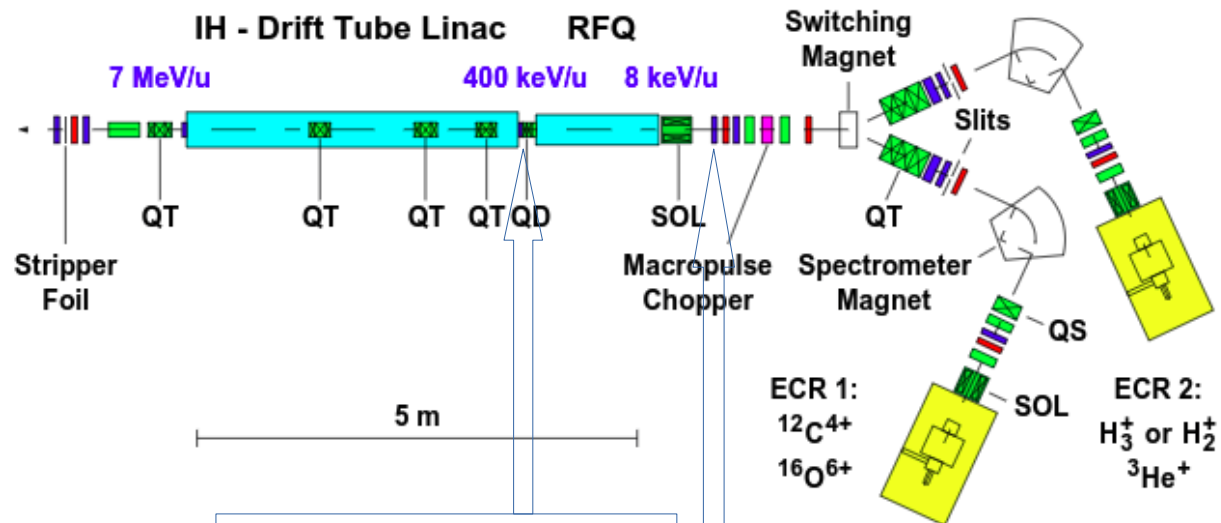 IH - Drift Tube Linac RFQ
Switching
Magnet
7 MeV/u 400 keV/u 8 keV/u
Slits
QT QT QT QT QD SOL QT
Stripper
Foil
Macropulse
Chopper
Spectrometer
Magnet
QS
5 m
SOL
ECR 1:
¹²C⁴⁺
¹⁶O⁶⁺
ECR 2:
H₃⁺ or H₂⁺
³He⁺